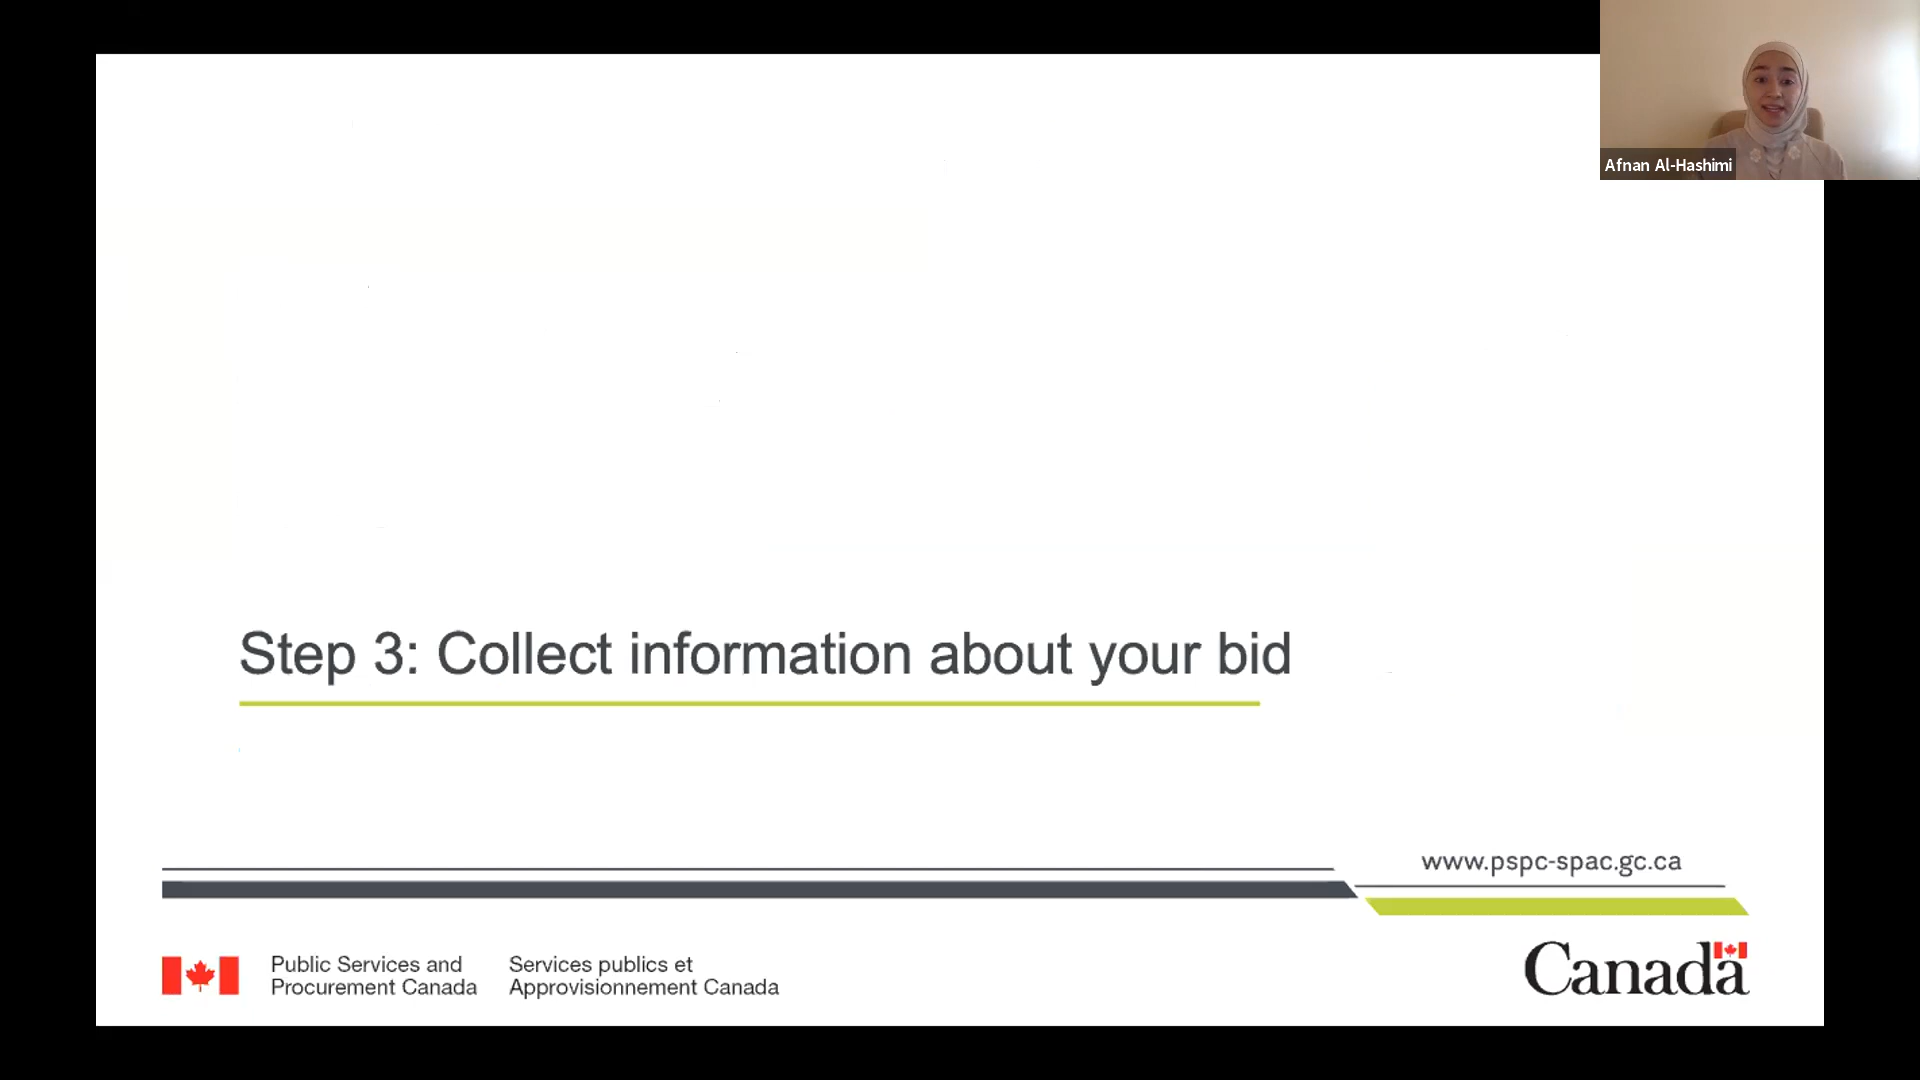 Afnan Al-Hashimi
Step 3: Collect information about your bid
www.pspc-spac.gc.ca
Public Services and
Procurement Canada
Services publics et
Approvisionnement Canada
Canada